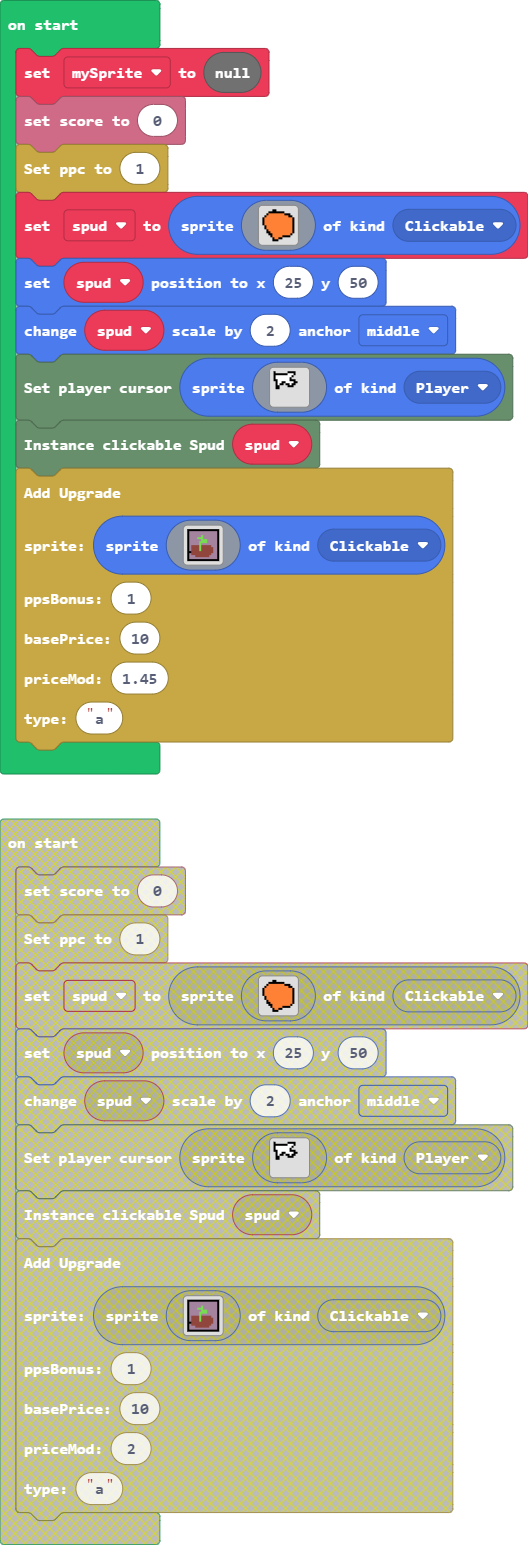 on start
set mySprite to null
set score to 0
Set ppc to 1
set spud to sprite of kind Clickable
set spud position to x 25 y 50
change spud scale by 2 anchor middle
Set player cursor sprite of kind Player
Instance clickable Spud spud
Add Upgrade
sprite: sprite of kind Clickable
ppsBonus: 1
basePrice: 10
priceMod: 1.45
type: "a"
on start
set score to 0
Set ppc to 1
set spud to sprite of kind Clickable
set spud position to x 25 y 50
change spud scale by 2 anchor middle
Set player cursor sprite of kind Player
Instance clickable Spud spud
Add Upgrade
sprite: sprite of kind Clickable
ppsBonus: 1
basePrice: 10
priceMod: 2
type: "a"